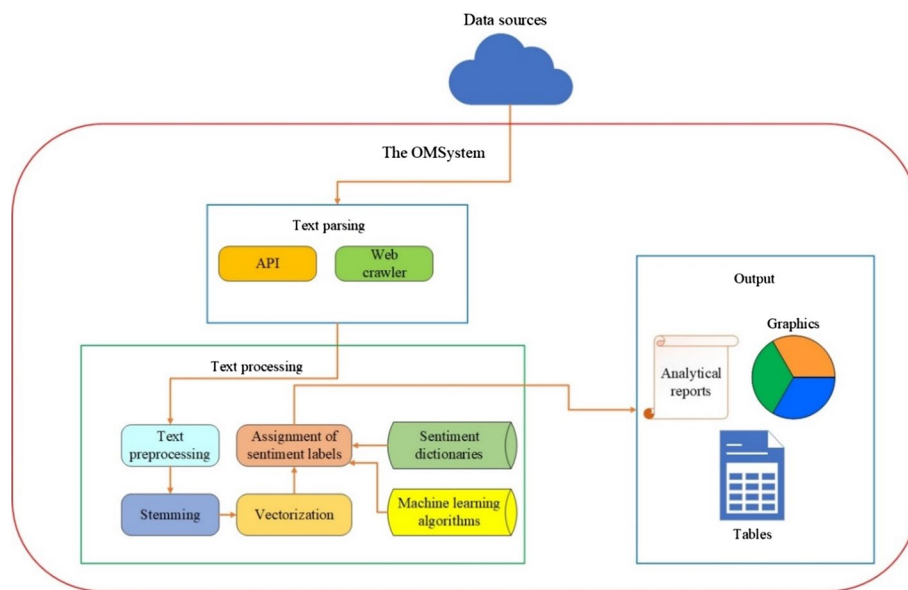 Data sources
The OMSystem
Text parsing
API
Web
crawler
Text processing
Text
preprocessing
Assignment of
sentiment labels
Sentiment
dictionaries
Stemming
Vectorization
Machine learning
algorithms
Output
Graphics
Analytical
reports
Tables